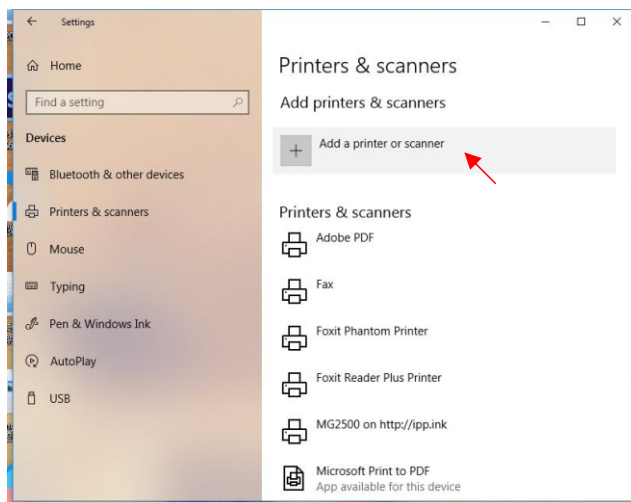 Settings
Home
Find a setting
Devices
Bluetooth & other devices
Printers & scanners
Mouse
Typing
Pen & Windows Ink
AutoPlay
USB
Printers & scanners
Add printers & scanners
Add a printer or scanner
Printers & scanners
Adobe PDF
Fax
Foxit Phantom Printer
Foxit Reader Plus Printer
MG2500 on http://ipp.ink
Microsoft Print to PDF
App available for this device